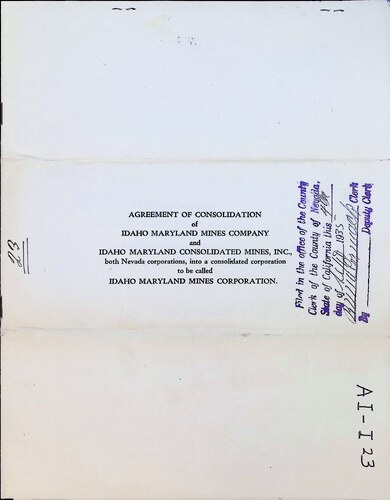 AGREEMENT OF CONSOLIDATION
of
IDAHO MARYLAND MINES COMPANY
and
IDAHO MARYLAND CONSOLIDATED MINES, INC.,
both Nevada corporations, into a consolidated corporation
to be called
IDAHO MARYLAND MINES CORPORATION.
23
Filed in the office of the County
Clerk of the County of Nevada,
State of California this
day of 1935
Clerk
By Deputy Clerk
AI-I23